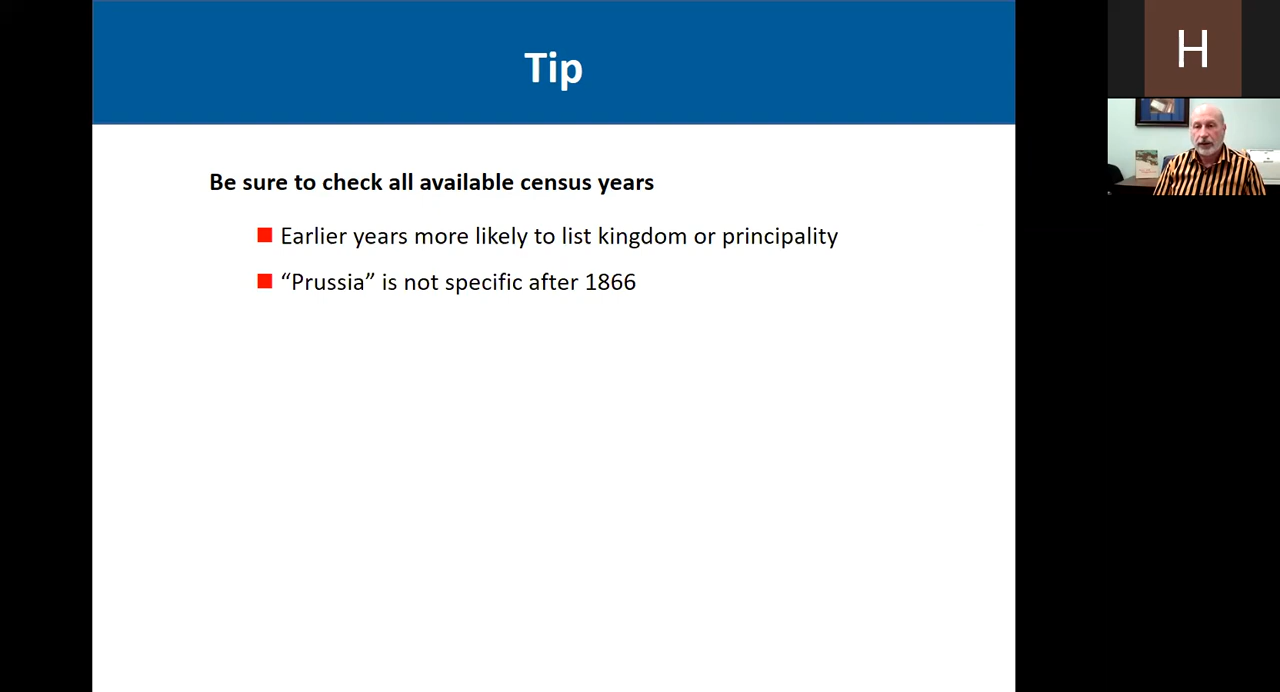 Tip
H
Be sure to check all available census years
Earlier years more likely to list kingdom or principality
“Prussia” is not specific after 1866